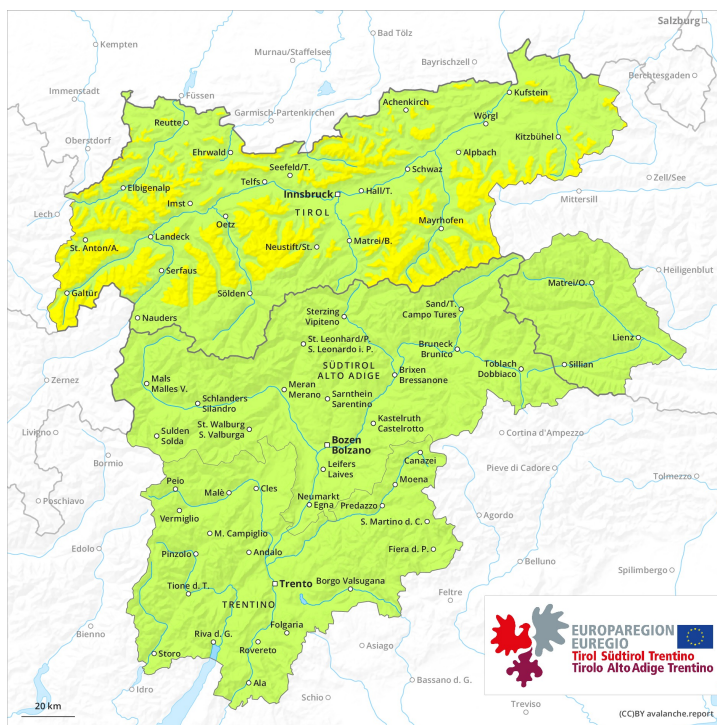 Salzburg
Bad Tölz
Kempten
Murnau/Staffelsee
Bayrischzell
Berchtesgaden
Immenstadt
Füssen
Kufstein
Achenkirch
Garmisch-Partenkirchen
Wörgl
Reutte
Kitzbühel
Oberstdorf
Ehrwald
Alpbach
Seefeld/T.
Schwaz
Telfs
Zell/See
Elbigenalp
Innsbruck
Hall/T.
Mittersill
Imst
TIROL
Lech
Oetz
Mayrhofen
St. Anton/A.
Landeck
Neustift/St.
Matrei/B.
Serfaus
Heiligenblut
Galtür
Sölden
Matrei/O.
Nauders
Sterzing
Vipiteno
Sand/T.
Campo Tures
St. Leonhard/P.
S. Leonardo i. P.
Bruneck
Brunico
Lienz
SÜDTIROL
ALTO ADIGE
Toblach
Dobbiaco
Sillian
Zernez
Mals
Malles V.
Meran
Merano
Brixen
Bressanone
Schlanders
Silandro
Sarnthein
Sarentino
Kastelruth
Castelrotto
St. Walburg
S. Valburga
Livigno
Sulden
Solda
Bozen
Bolzano
Cortina d'Ampezzo
Bormio
Canazei
Leifers
Laives
Pieve di Cadore
Tolmezzo
Peio
Malè
Cles
Moena
Poschiavo
Neumarkt
Egna
Predazzo
Vermiglio
Agordo
S. Martino d. C.
M. Campiglio
Edolo
Pinzolo
Andalo
Fiera d. P.
Belluno
Spilimbergo
Tione d. T.
Trento
Borgo Valsugana
Feltre
TRENTINO
Folgaria
Bienno
Riva d. G.
Rovereto
Storo
Asiago
Ala
Idro
Bassano d. G.
Schio
Treviso
EUROPAREGION
EUREGIO
Tirol Südtirol Trentino
Tirolo Alto Adige Trentino
20 km
(CC)BY avalanche.report